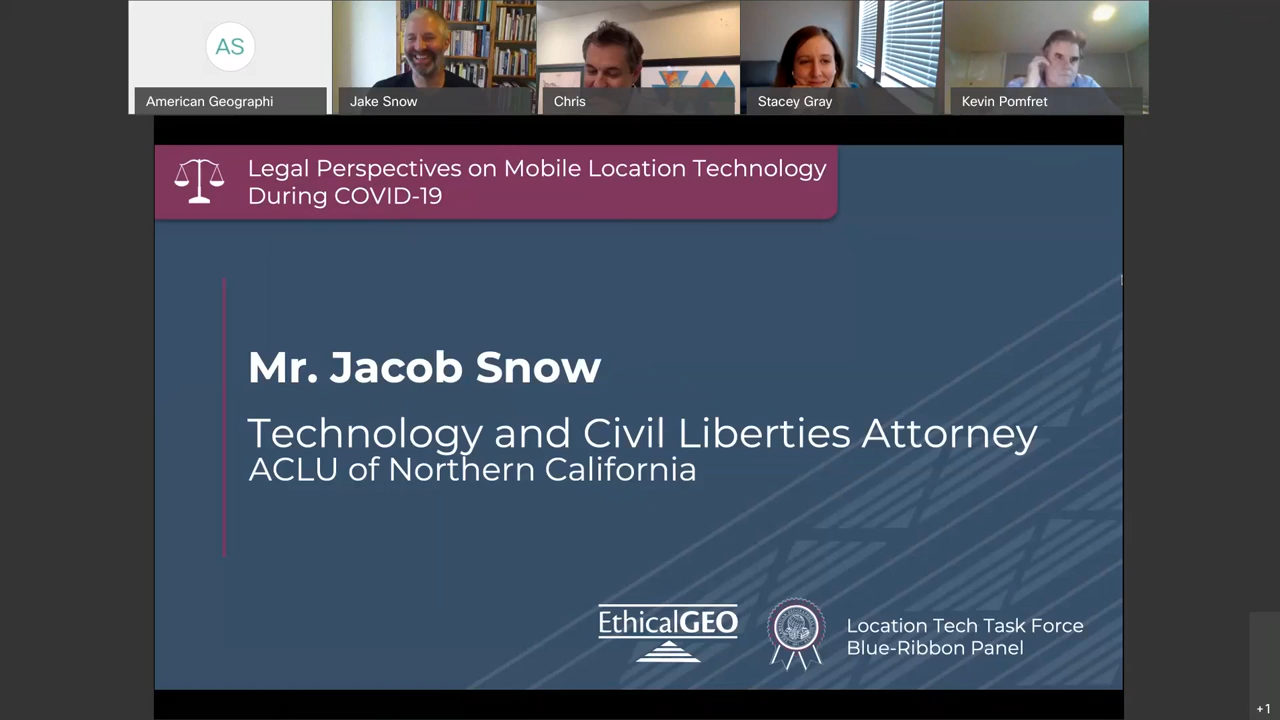 AS
American Geographi
Jake Snow
Chris
Stacey Gray
Kevin Pomfret
Legal Perspectives on Mobile Location Technology
During COVID-19
Mr. Jacob Snow
Technology and Civil Liberties Attorney
ACLU of Northern California
EthicalGEO
Location Tech Task Force
Blue-Ribbon Panel
+1